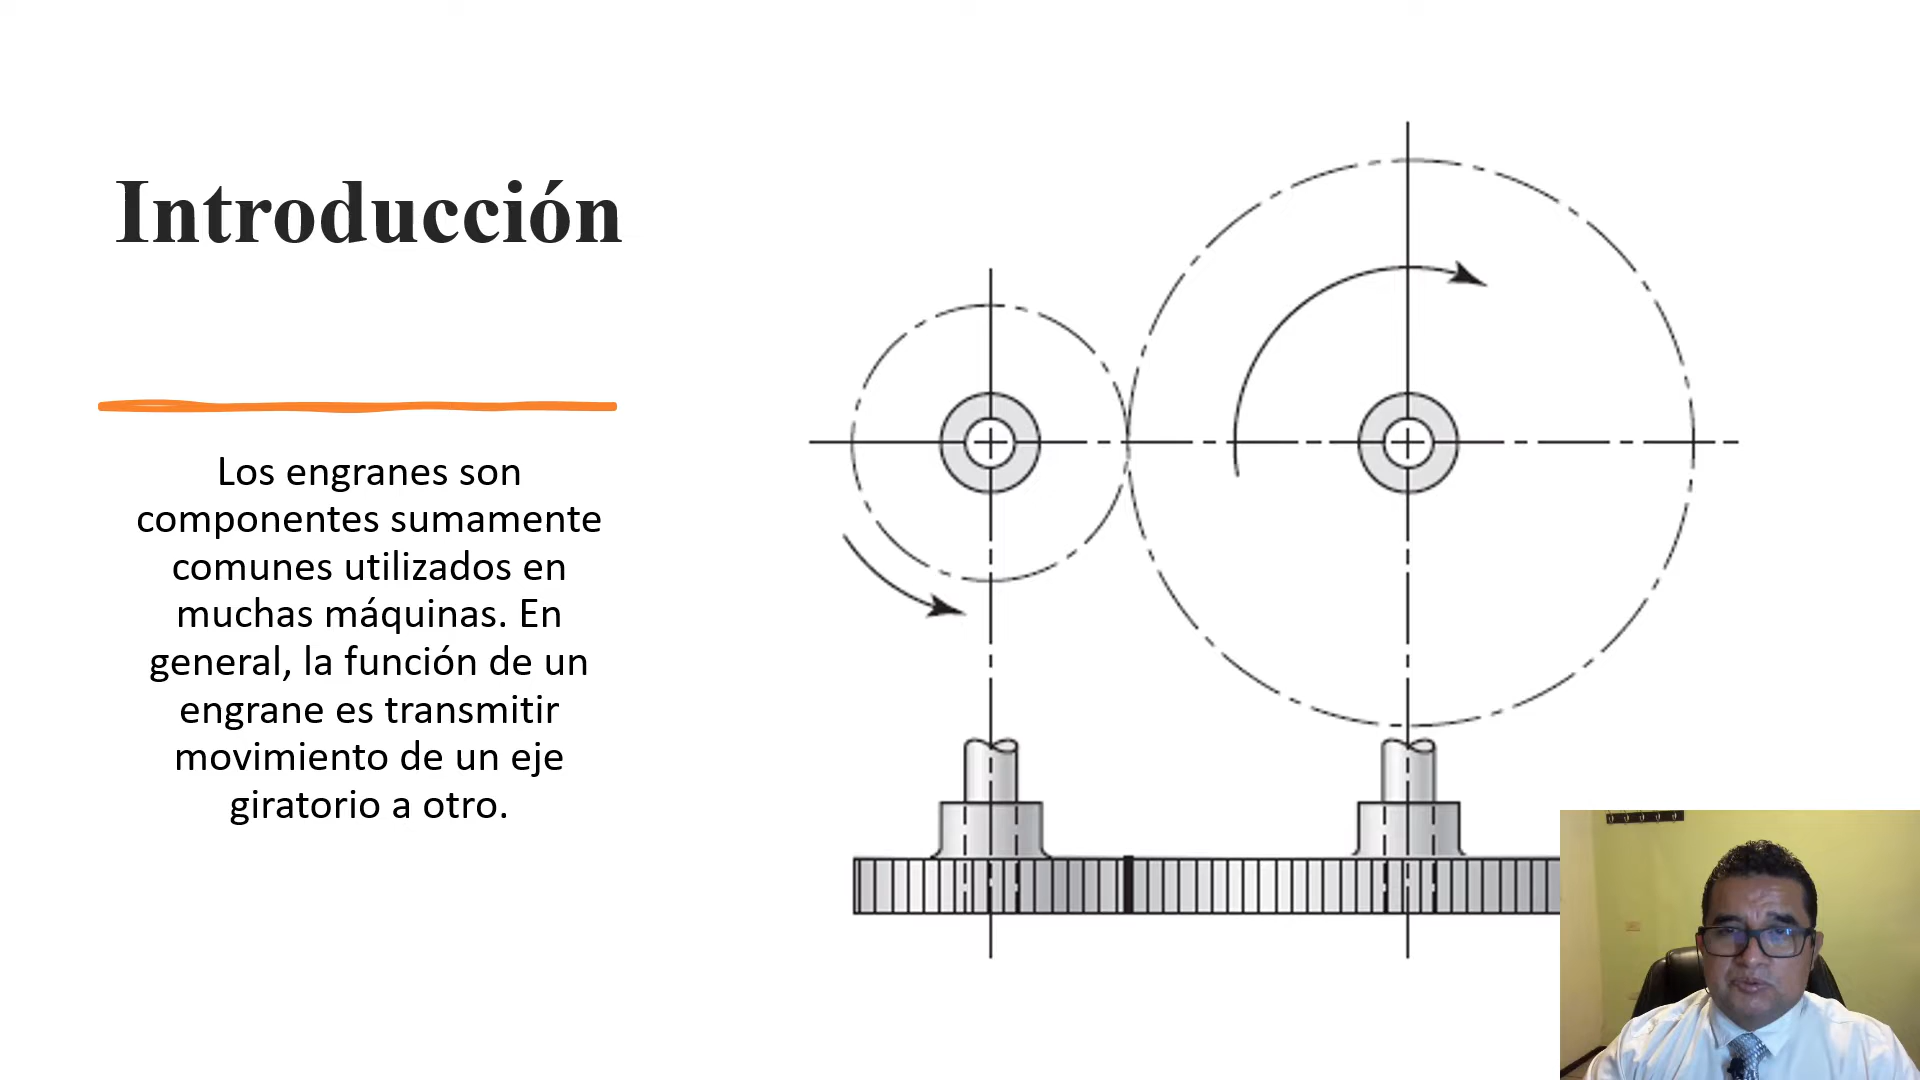 Introducción
Los engranes son
componentes sumamente
comunes utilizados en
muchas máquinas. En
general, la función de un
engrane es transmitir
movimiento de un eje
giratorio a otro.